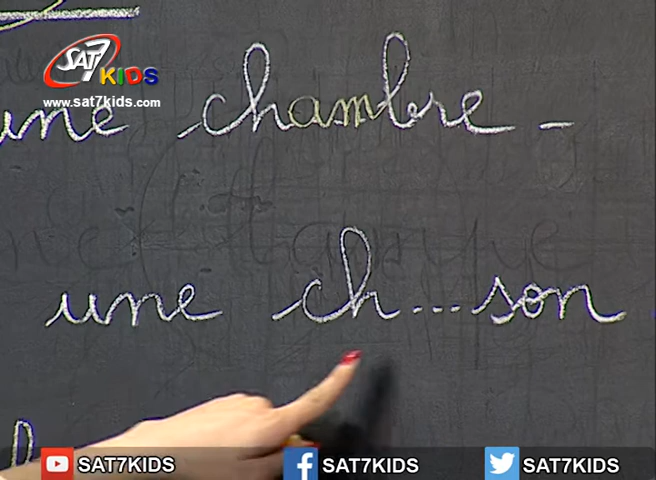 SAT7
KIDS
www.sat7kids.com
une chambre -
une ch...son
SAT7KIDS SAT7KIDS SAT7KIDS